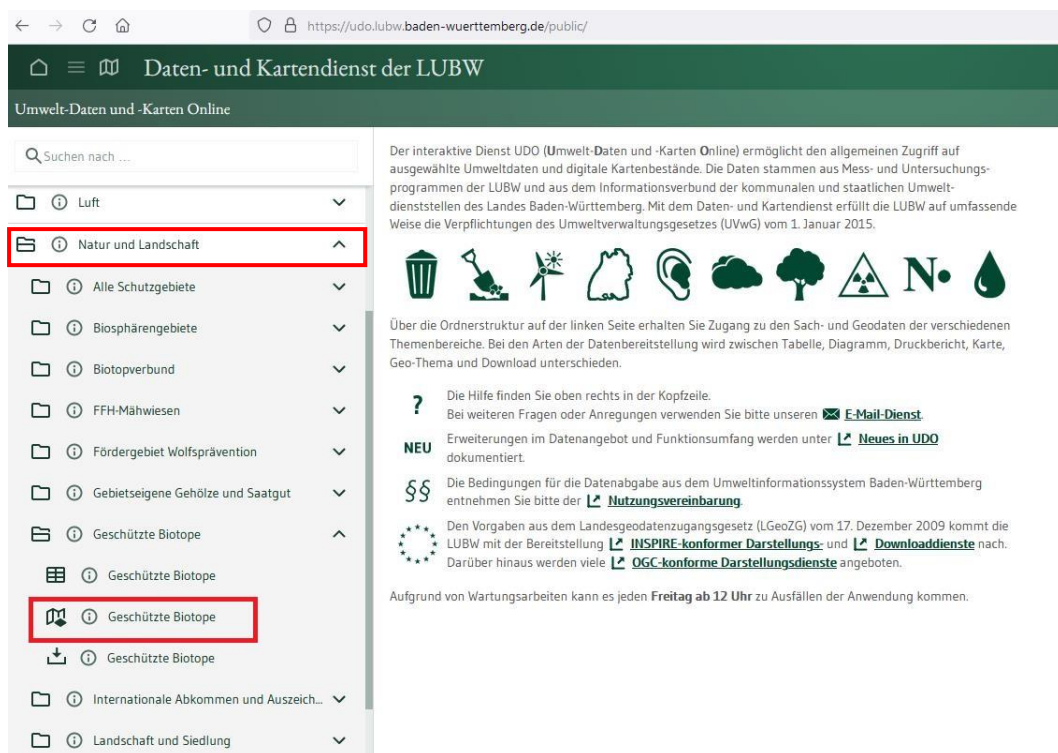 https://udo.lubw.baden-wuerttemberg.de/public/
Daten- und Kartendienst der LUBW
Umwelt-Daten und -Karten Online
Suchen nach ...
Luft
Natur und Landschaft
Alle Schutzgebiete
Biosphärengebiete
Biotopverbund
FFH-Mähwiesen
Fördergebiet Wolfsprävention
Gebietseigene Gehölze und Saatgut
Geschützte Biotope
Geschützte Biotope
Geschützte Biotope
Geschützte Biotope
Internationale Abkommen und Auszeich...
Landschaft und Siedlung
Der interaktive Dienst UDO (Umwelt-Daten und -Karten Online) ermöglicht den allgemeinen Zugriff auf
ausgewählte Umweltdaten und digitale Kartenbestände. Die Daten stammen aus Mess- und Untersuchungs-
programmen der LUBW und aus dem Informationsverbund der kommunalen und staatlichen Umwelt-
dienststellen des Landes Baden-Württemberg. Mit dem Daten- und Kartendienst erfüllt die LUBW auf umfassende
Weise die Verpflichtungen des Umweltverwaltungsgesetzes (UVwG) vom 1. Januar 2015.
N
Über die Ordnerstruktur auf der linken Seite erhalten Sie Zugang zu den Sach- und Geodaten der verschiedenen
Themenbereiche. Bei den Arten der Datenbereitstellung wird zwischen Tabelle, Diagramm, Druckbericht, Karte,
Geo-Thema und Download unterschieden.
? Die Hilfe finden Sie oben rechts in der Kopfzeile.
Bei weiteren Fragen oder Anregungen verwenden Sie bitte unseren E-Mail-Dienst.
NEU Erweiterungen im Datenangebot und Funktionsumfang werden unter Neues in UDO
dokumentiert.
§§ Die Bedingungen für die Datenabgabe aus dem Umweltinformationssystem Baden-Württemberg
entnehmen Sie bitte der Nutzungsvereinbarung.
Den Vorgaben aus dem Landesgeodatenzugangsgesetz (LGeoZG) vom 17. Dezember 2009 kommt die
LUBW mit der Bereitstellung INSPIRE-konformer Darstellungs- und Downloaddienste nach.
Darüber hinaus werden viele OGC-konforme Darstellungsdienste angeboten.
Aufgrund von Wartungsarbeiten kann es jeden Freitag ab 12 Uhr zu Ausfällen der Anwendung kommen.